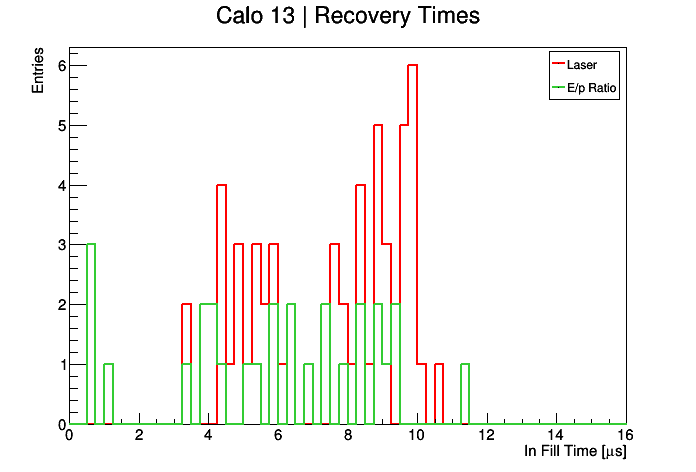 Calo 13 | Recovery Times
Entries
Laser
E/p Ratio
6
5
4
3
2
1
0
0 2 4 6 8 10 12 14 16
In Fill Time [μs]